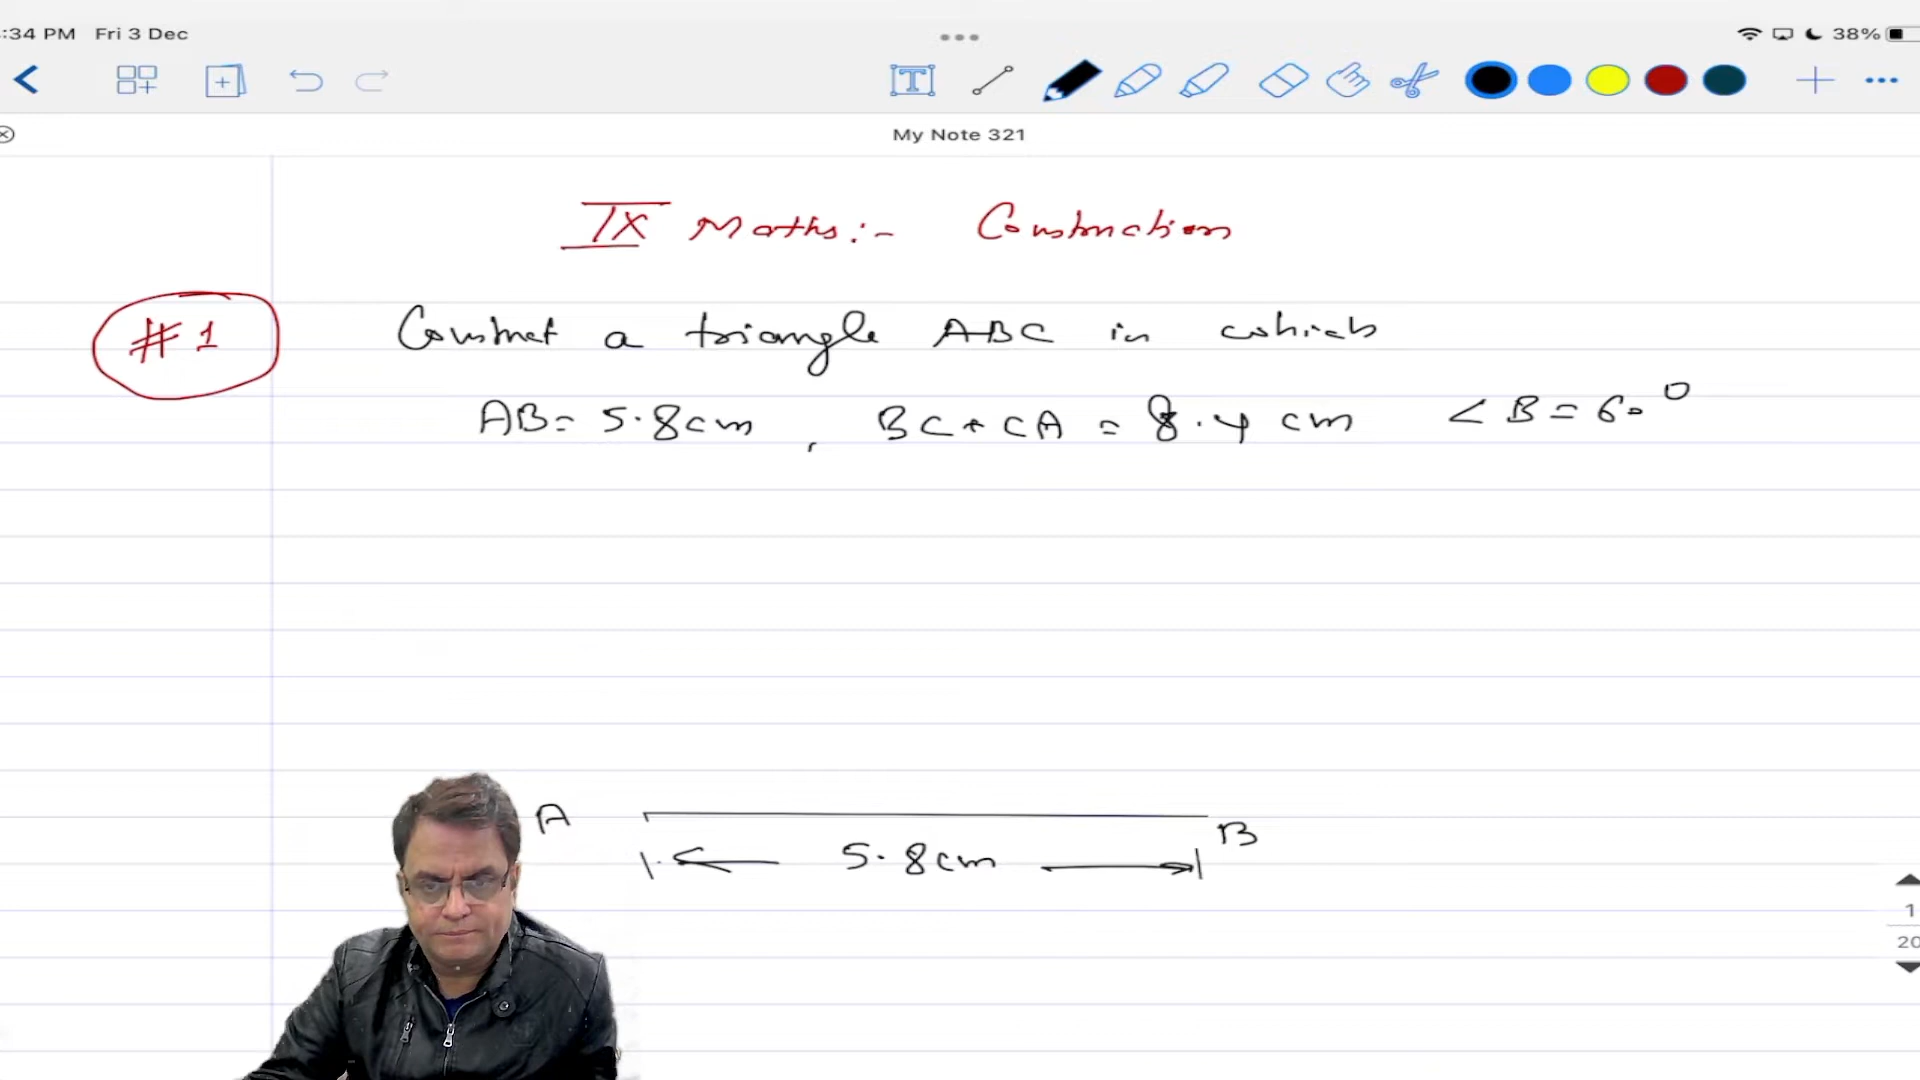 :34 PM Fri 3 Dec
38%
T
My Note 321
IX Maths:- Construction
#1
Construct a triangle ABC in which
AB= 5.8cm, BC+CA = 8.4 cm <B=60°
A
B
5.8cm
1
20